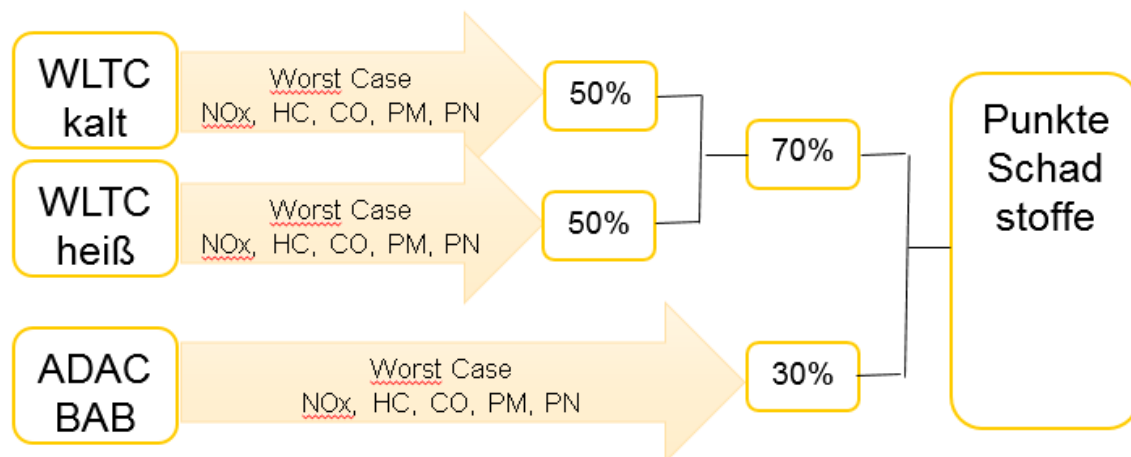 WLTC
kalt
Worst Case
NOx, HC, CO, PM, PN
50%
WLTC
heiß
Worst Case
NOx, HC, CO, PM, PN
50%
70%
ADAC
BAB
Worst Case
NOx, HC, CO, PM, PN
30%
Punkte
Schad
stoffe